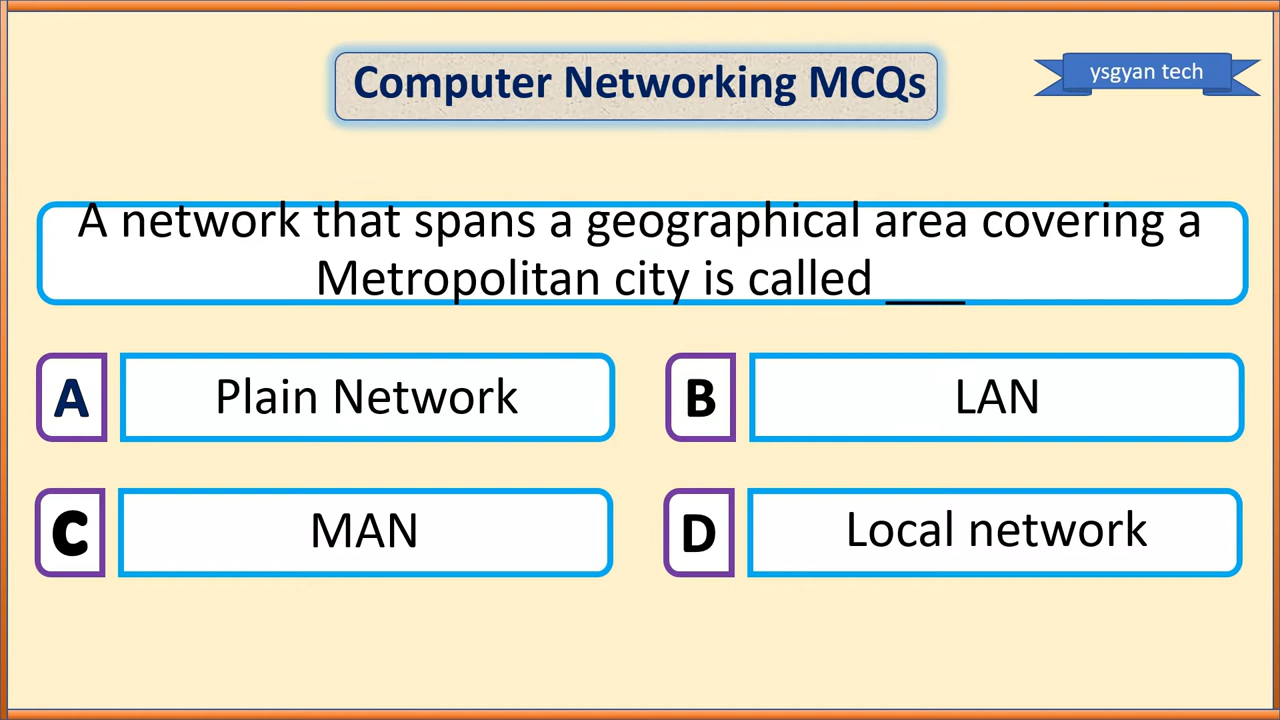 Computer Networking MCQs
ysgyan tech
A network that spans a geographical area covering a
Metropolitan city is called ___
A
Plain Network
B
LAN
C
MAN
D
Local network